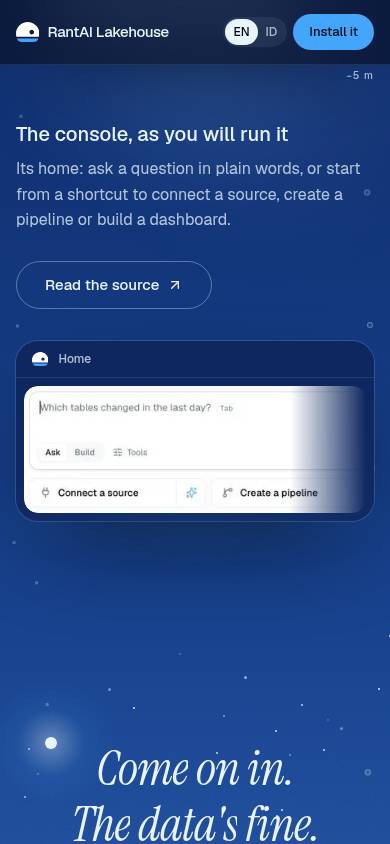 RantAI Lakehouse
EN
ID
Install it
−5 m
The console, as you will run it
Its home: ask a question in plain words, or start
from a shortcut to connect a source, create a
pipeline or build a dashboard.
Read the source
Home
Which tables changed in the last day?
Tab
Ask
Build
Tools
Connect a source
Create a pipeline
Come on in.
The data's fine.